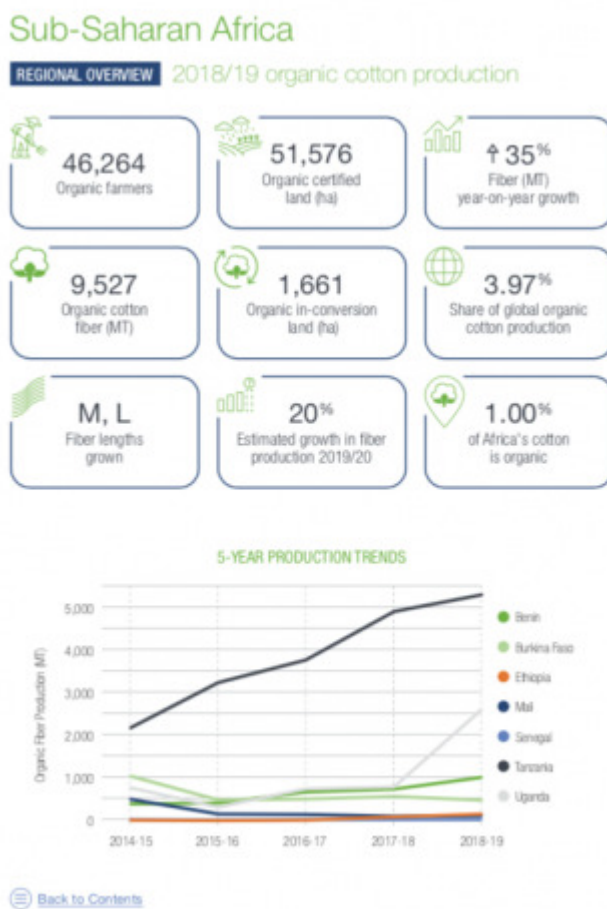 Sub-Saharan Africa
REGIONAL OVERVIEW 2018/19 organic cotton production
46,264
Organic farmers
51,576
Organic certified
land (ha)
35%
Fiber (MT)
year-on-year growth
9,527
Organic cotton
fiber (MT)
1,661
Organic in-conversion
land (ha)
3.97%
Share of global organic
cotton production
M, L
Fiber lengths
grown
20%
Estimated growth in fiber
production 2019/20
1.00%
of Africa's cotton
is organic
5-YEAR PRODUCTION TRENDS
Organic Fiber Production (MT)
5,000
4,000
3,000
2,000
1,000
0
2014-15
2015-16
2016-17
2017-18
2018-19
Benin
Burkina Faso
Ethiopia
Mali
Senegal
Tanzania
Uganda
Back to Contents